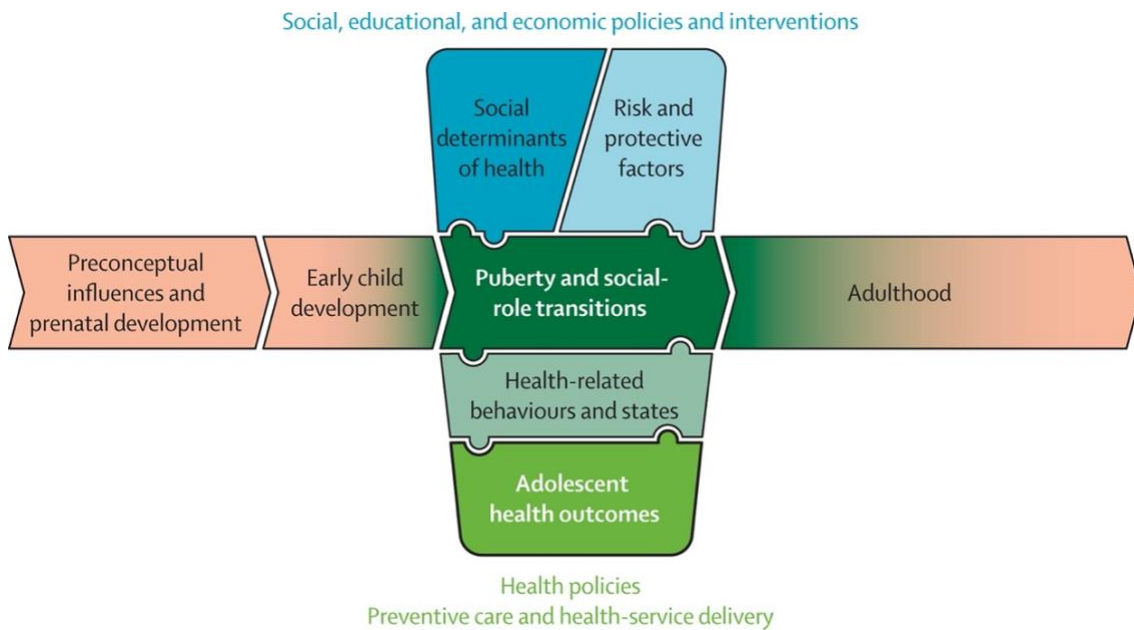 Social, educational, and economic policies and interventions
Social
determinants
of health
Risk and
protective
factors
Preconceptual
influences and
prenatal development
Early child
development
Puberty and social-
role transitions
Adulthood
Health-related
behaviours and states
Adolescent
health outcomes
Health policies
Preventive care and health-service delivery